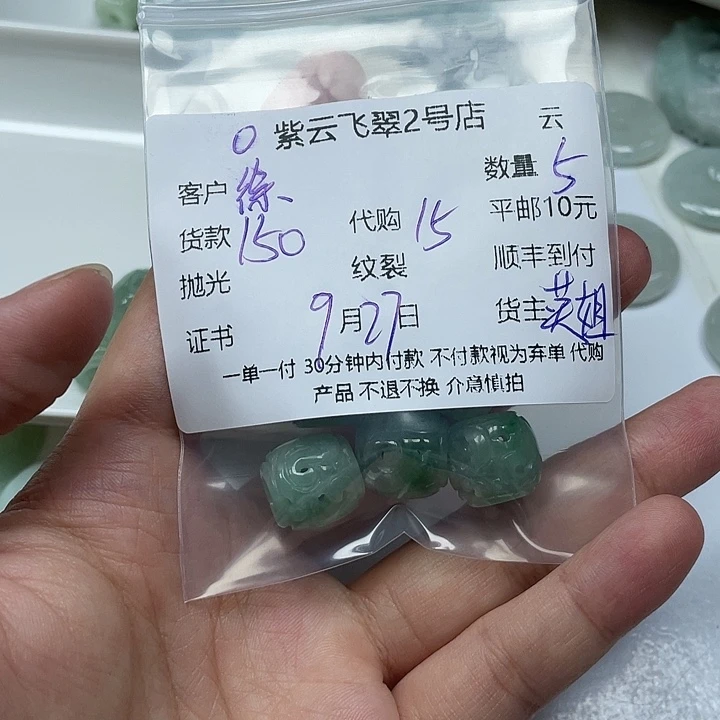 0 紫云飞翠2号店 云
客户 徐、 数量 5
货款 150 代购 15 平邮10元
抛光 纹裂 顺丰到付
证书 9月27日 货主 英姐
一单一付 30分钟内付款 不付款视为弃单 代购
产品 不退不换 介意慎拍